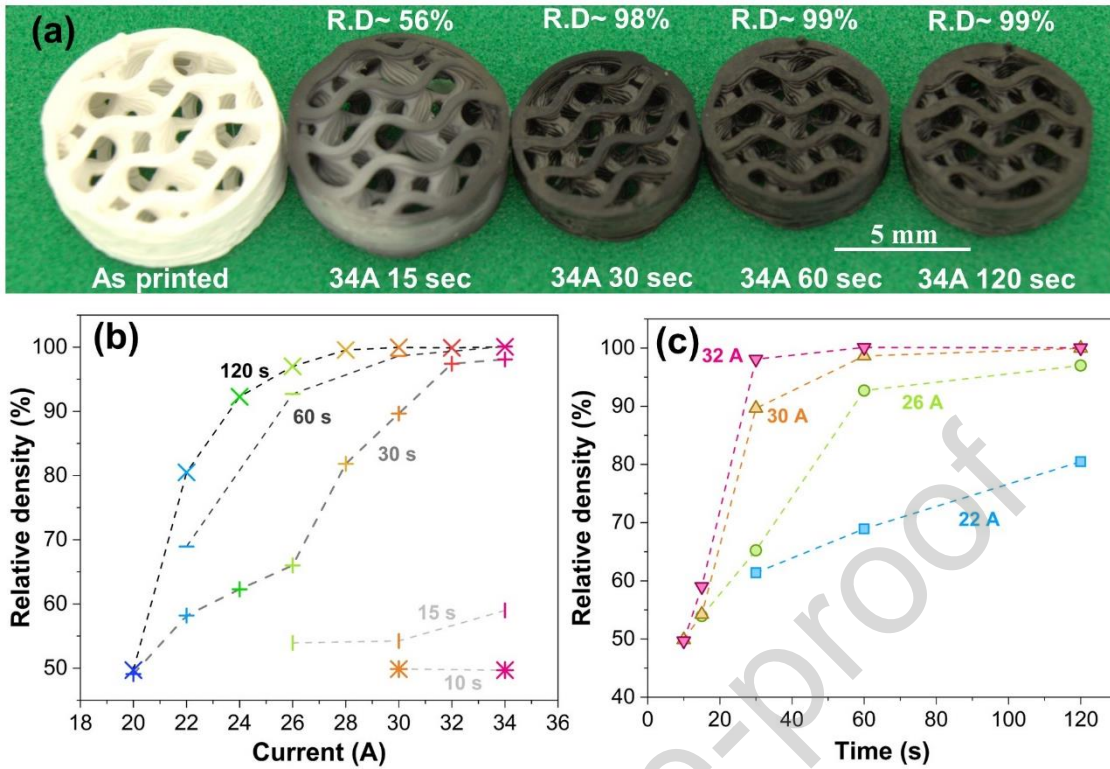 (a)
R.D~ 56%
R.D~ 98%
R.D~ 99%
R.D~ 99%
5 mm
As printed
34A 15 sec
34A 30 sec
34A 60 sec
34A 120 sec
(b)
Relative density (%)
100
90
80
70
60
50
120 s
60 s
30 s
15 s
10 s
18 20 22 24 26 28 30 32 34 36
Current (A)
(c)
Relative density (%)
110
100
90
80
70
60
50
40
32 A
30 A
26 A
22 A
0 20 40 60 80 100 120
Time (s)
e-proof